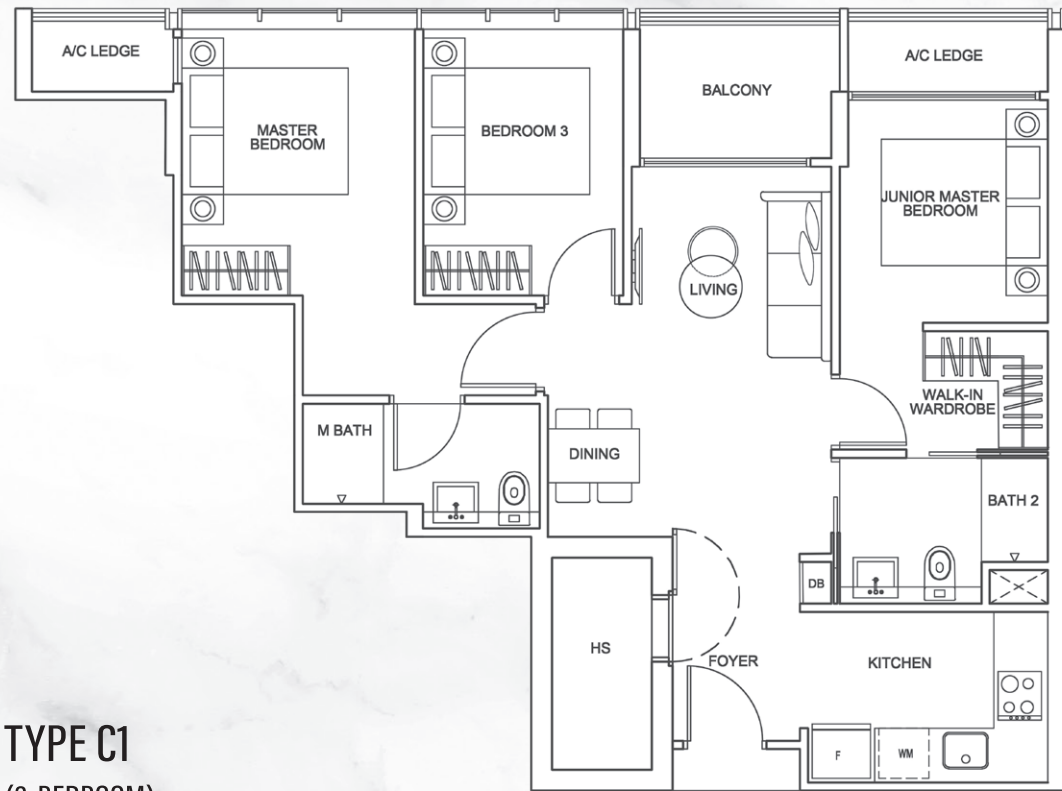 A/C LEDGE
A/C LEDGE
BALCONY
MASTER
BEDROOM
BEDROOM 3
JUNIOR MASTER
BEDROOM
LIVING
WALK-IN
WARDROBE
M BATH
DINING
BATH 2
DB
HS
FOYER
KITCHEN
F
WM
TYPE C1